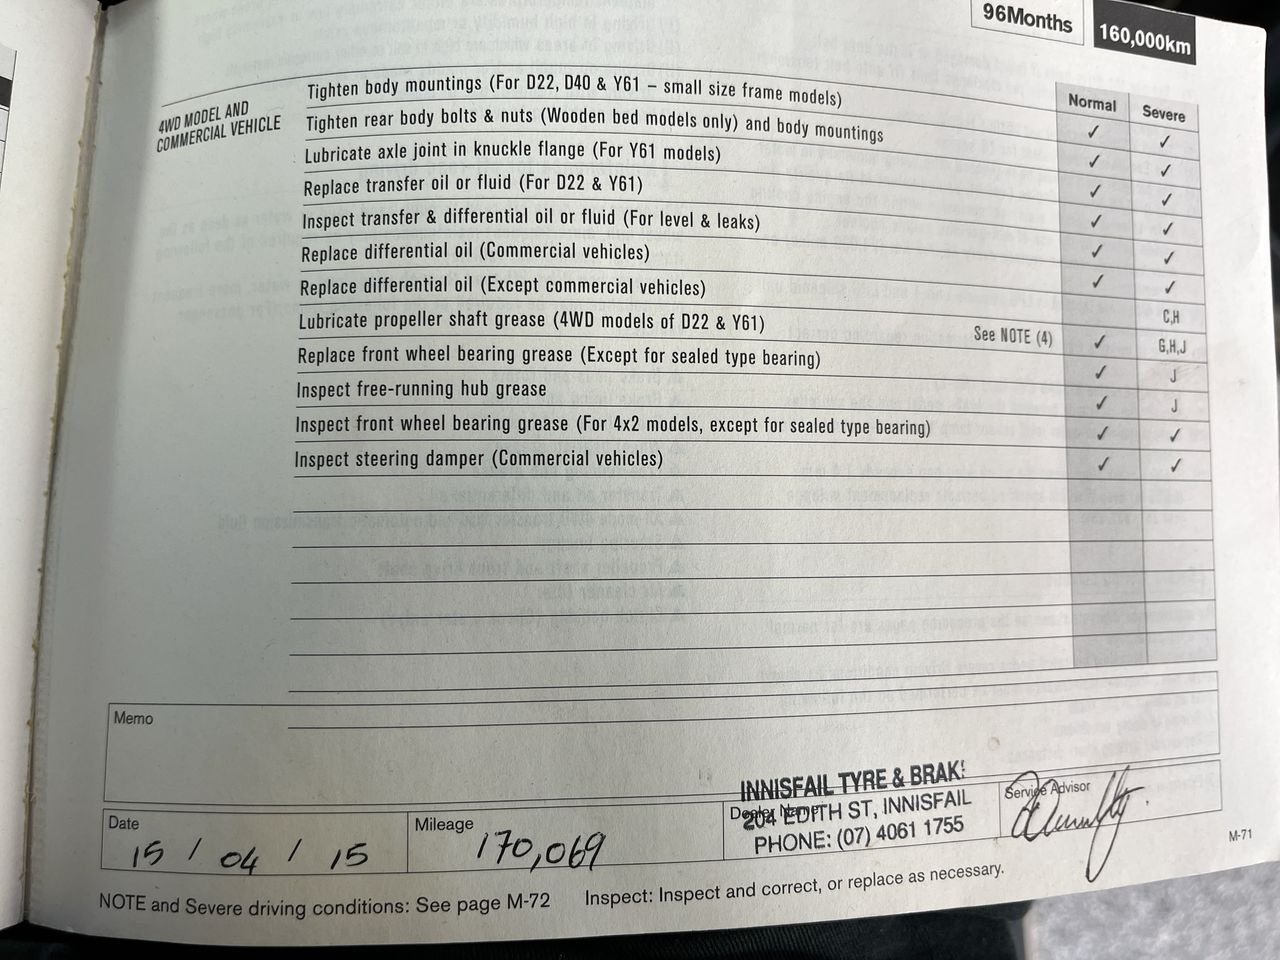 96Months
160,000km
4WD MODEL AND
COMMERCIAL VEHICLE
Normal
Severe
Tighten body mountings (For D22, D40 & Y61 – small size frame models) ✓ ✓
Tighten rear body bolts & nuts (Wooden bed models only) and body mountings ✓ ✓
Lubricate axle joint in knuckle flange (For Y61 models) ✓ ✓
Replace transfer oil or fluid (For D22 & Y61) ✓ ✓
Inspect transfer & differential oil or fluid (For level & leaks) ✓ ✓
Replace differential oil (Commercial vehicles) ✓ ✓
Replace differential oil (Except commercial vehicles) C,H
Lubricate propeller shaft grease (4WD models of D22 & Y61) See NOTE (4) ✓ G,H,J
Replace front wheel bearing grease (Except for sealed type bearing) ✓ J
Inspect free-running hub grease ✓ J
Inspect front wheel bearing grease (For 4x2 models, except for sealed type bearing) ✓ ✓
Inspect steering damper (Commercial vehicles) ✓ ✓
Memo
Date
15 / 04 / 15
Mileage
170,069
Dealer Name
INNISFAIL TYRE & BRAK
204 EDITH ST, INNISFAIL
PHONE: (07) 4061 1755
Service Advisor
M-71
NOTE and Severe driving conditions: See page M-72 Inspect: Inspect and correct, or replace as necessary.